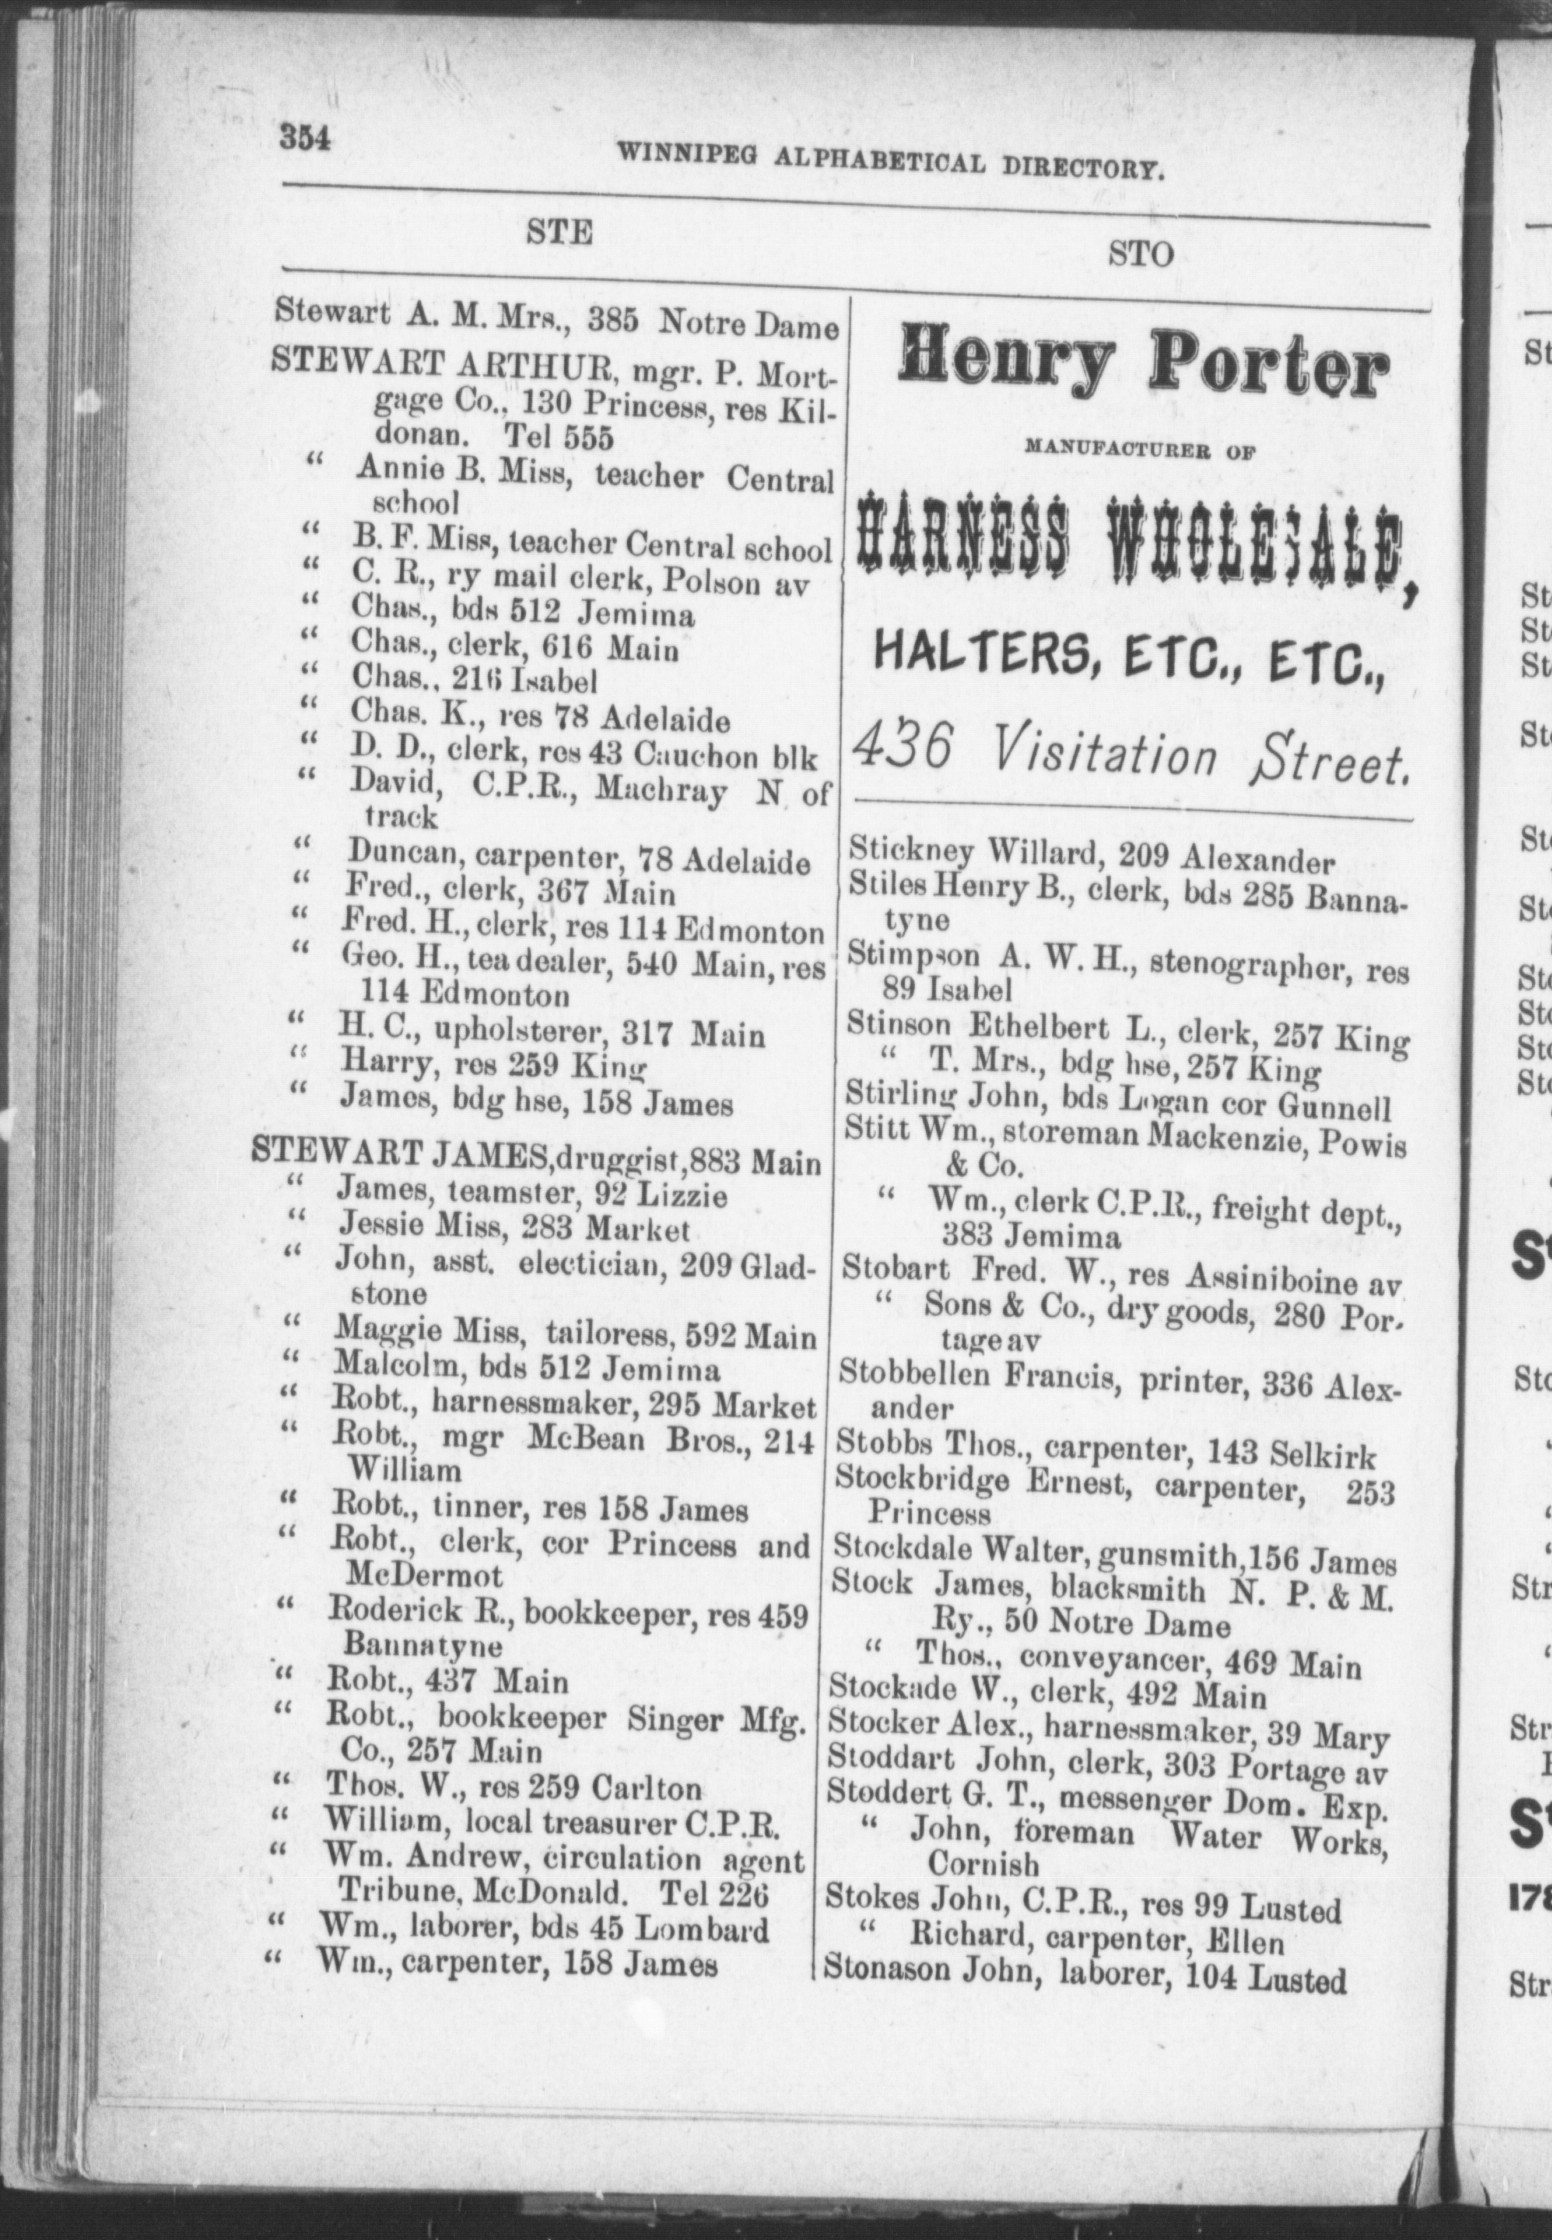 354
WINNIPEG ALPHABETICAL DIRECTORY.
STE
STO
Stewart A. M. Mrs., 385 Notre Dame
STEWART ARTHUR, mgr. P. Mort-
gage Co., 130 Princess, res Kil-
donan. Tel 555
“ Annie B. Miss, teacher Central
school
“ B. F. Miss, teacher Central school
“ C. R., ry mail clerk, Polson av
“ Chas., bds 512 Jemima
“ Chas., clerk, 616 Main
“ Chas., 216 Isabel
“ Chas. K., res 78 Adelaide
“ D. D., clerk, res 43 Cauchon blk
“ David, C.P.R., Machray N. of
track
“ Duncan, carpenter, 78 Adelaide
“ Fred., clerk, 367 Main
“ Fred. H., clerk, res 114 Edmonton
“ Geo. H., tea dealer, 540 Main, res
114 Edmonton
“ H. C., upholsterer, 317 Main
“ Harry, res 259 King
“ James, bdg hse, 158 James
STEWART JAMES, druggist, 883 Main
“ James, teamster, 92 Lizzie
“ Jessie Miss, 283 Market
“ John, asst. electician, 209 Glad-
stone
“ Maggie Miss, tailoress, 592 Main
“ Malcolm, bds 512 Jemima
“ Robt., harnessmaker, 295 Market
“ Robt., mgr McBean Bros., 214
William
“ Robt., tinner, res 158 James
“ Robt., clerk, cor Princess and
McDermot
“ Roderick R., bookkeeper, res 459
Bannatyne
“ Robt., 437 Main
“ Robt., bookkeeper Singer Mfg.
Co., 257 Main
“ Thos. W., res 259 Carlton
“ William, local treasurer C.P.R.
“ Wm. Andrew, circulation agent
Tribune, McDonald. Tel 226
“ Wm., laborer, bds 45 Lombard
“ Wm., carpenter, 158 James
Henry Porter
MANUFACTURER OF
HARNESS WHOLESALE,
HALTERS, ETC., ETC.,
436 Visitation Street.
Stickney Willard, 209 Alexander
Stiles Henry B., clerk, bds 285 Banna-
tyne
Stimpson A. W. H., stenographer, res
89 Isabel
Stinson Ethelbert L., clerk, 257 King
“ T. Mrs., bdg hse, 257 King
Stirling John, bds Logan cor Gunnell
Stitt Wm., storeman Mackenzie, Powis
& Co.
“ Wm., clerk C.P.R., freight dept.,
383 Jemima
Stobart Fred. W., res Assiniboine av
“ Sons & Co., dry goods, 280 Por-
tage av
Stobbellen Francis, printer, 336 Alex-
ander
Stobbs Thos., carpenter, 143 Selkirk
Stockbridge Ernest, carpenter, 253
Princess
Stockdale Walter, gunsmith, 156 James
Stock James, blacksmith N. P. & M.
Ry., 50 Notre Dame
“ Thos., conveyancer, 469 Main
Stockade W., clerk, 492 Main
Stocker Alex., harnessmaker, 39 Mary
Stoddart John, clerk, 303 Portage av
Stoddert G. T., messenger Dom. Exp.
“ John, foreman Water Works,
Cornish
Stokes John, C.P.R., res 99 Lusted
“ Richard, carpenter, Ellen
Stonason John, laborer, 104 Lusted